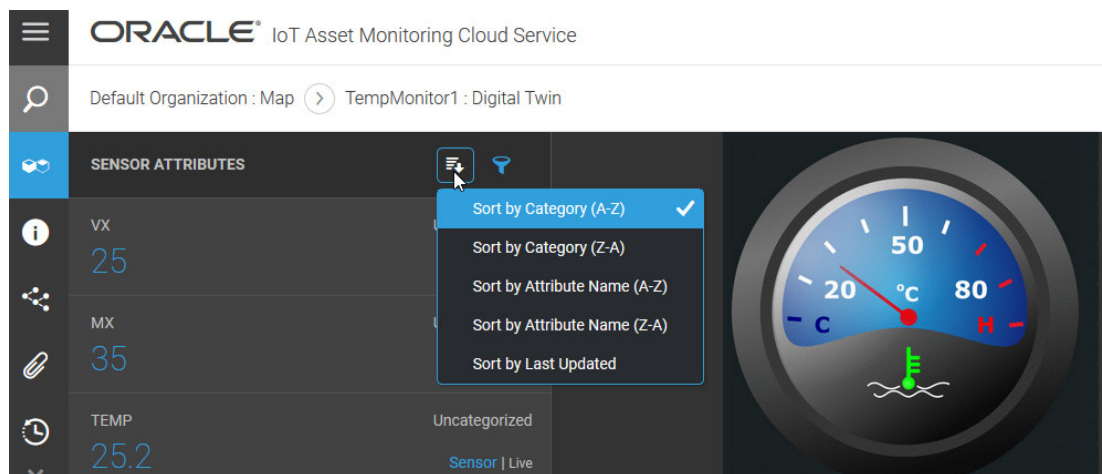 ORACLE® IoT Asset Monitoring Cloud Service
Default Organization : Map > TempMonitor1 : Digital Twin
SENSOR ATTRIBUTES
Sort by Category (A-Z)
Sort by Category (Z-A)
Sort by Attribute Name (A-Z)
Sort by Attribute Name (Z-A)
Sort by Last Updated
VX
25
MX
35
TEMP Uncategorized
25.2 Sensor | Live
50
20 °C 80
C H